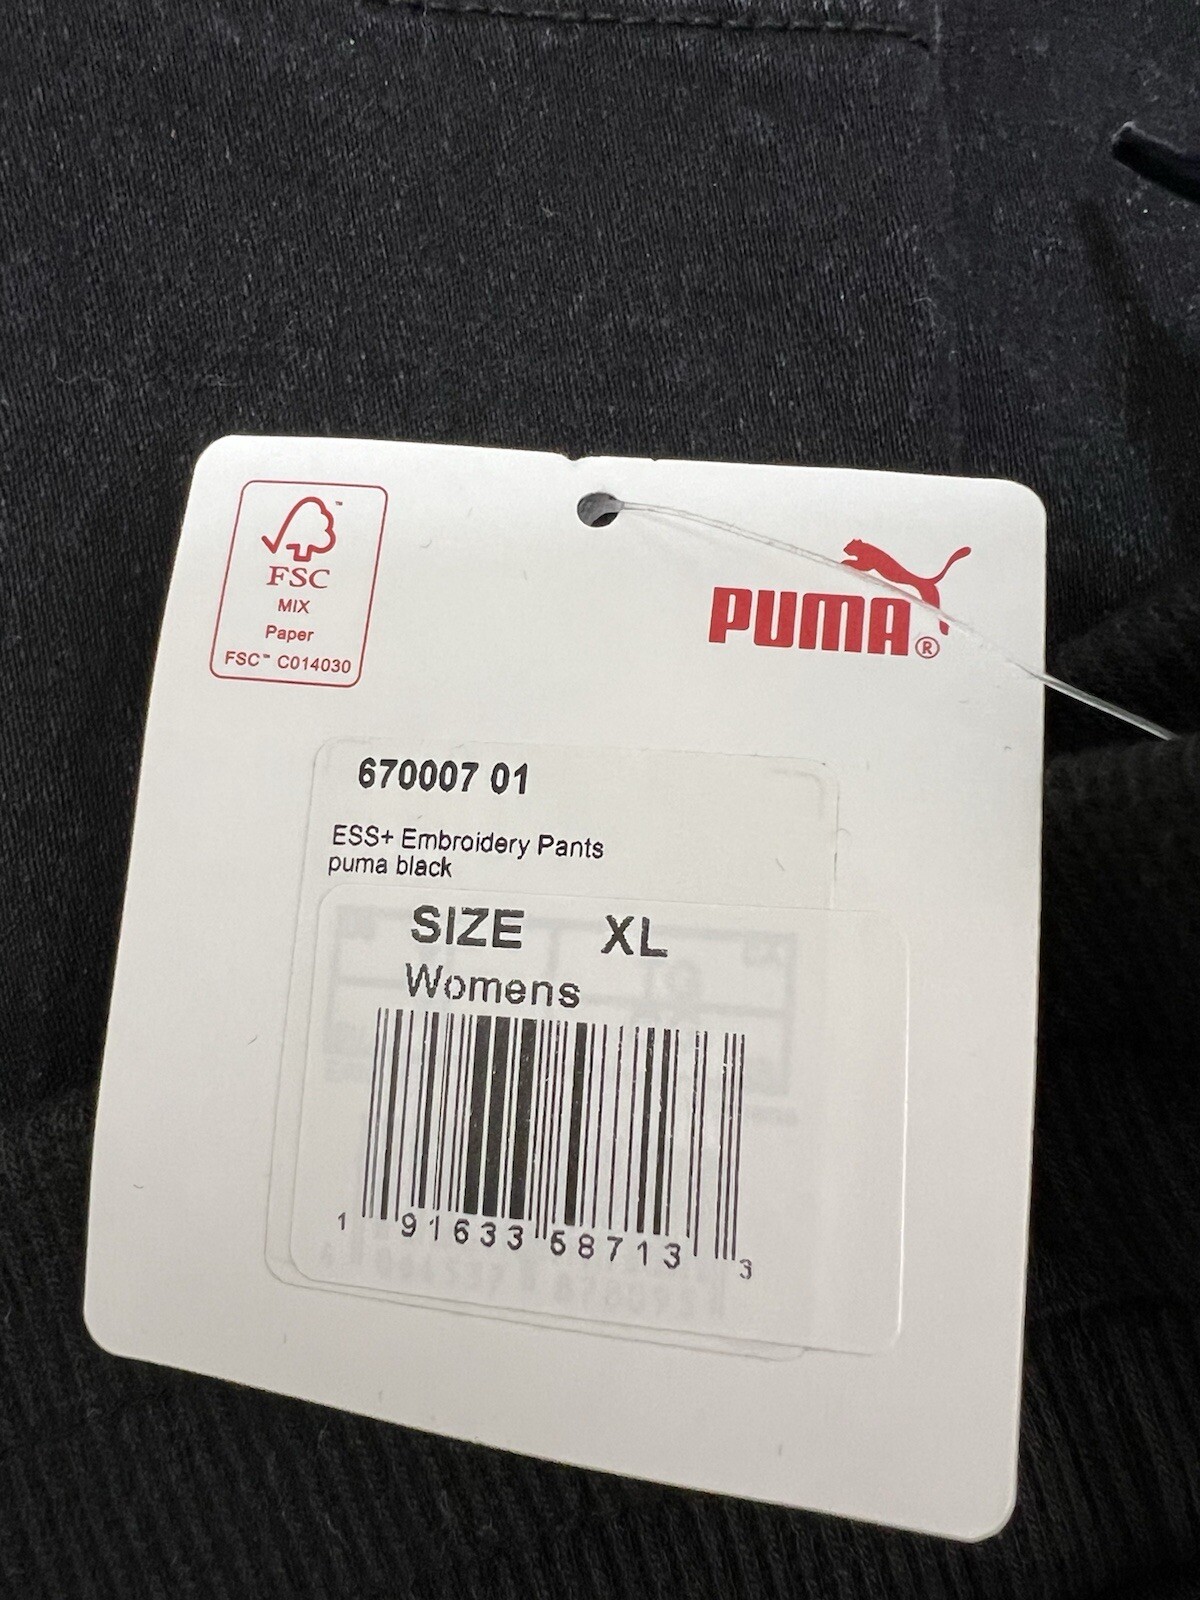 FSC
MIX
Paper
FSC™ C014030
PUMA®
670007 01
ESS+ Embroidery Pants
puma black
SIZE XL
Womens
1 91633 58713 3